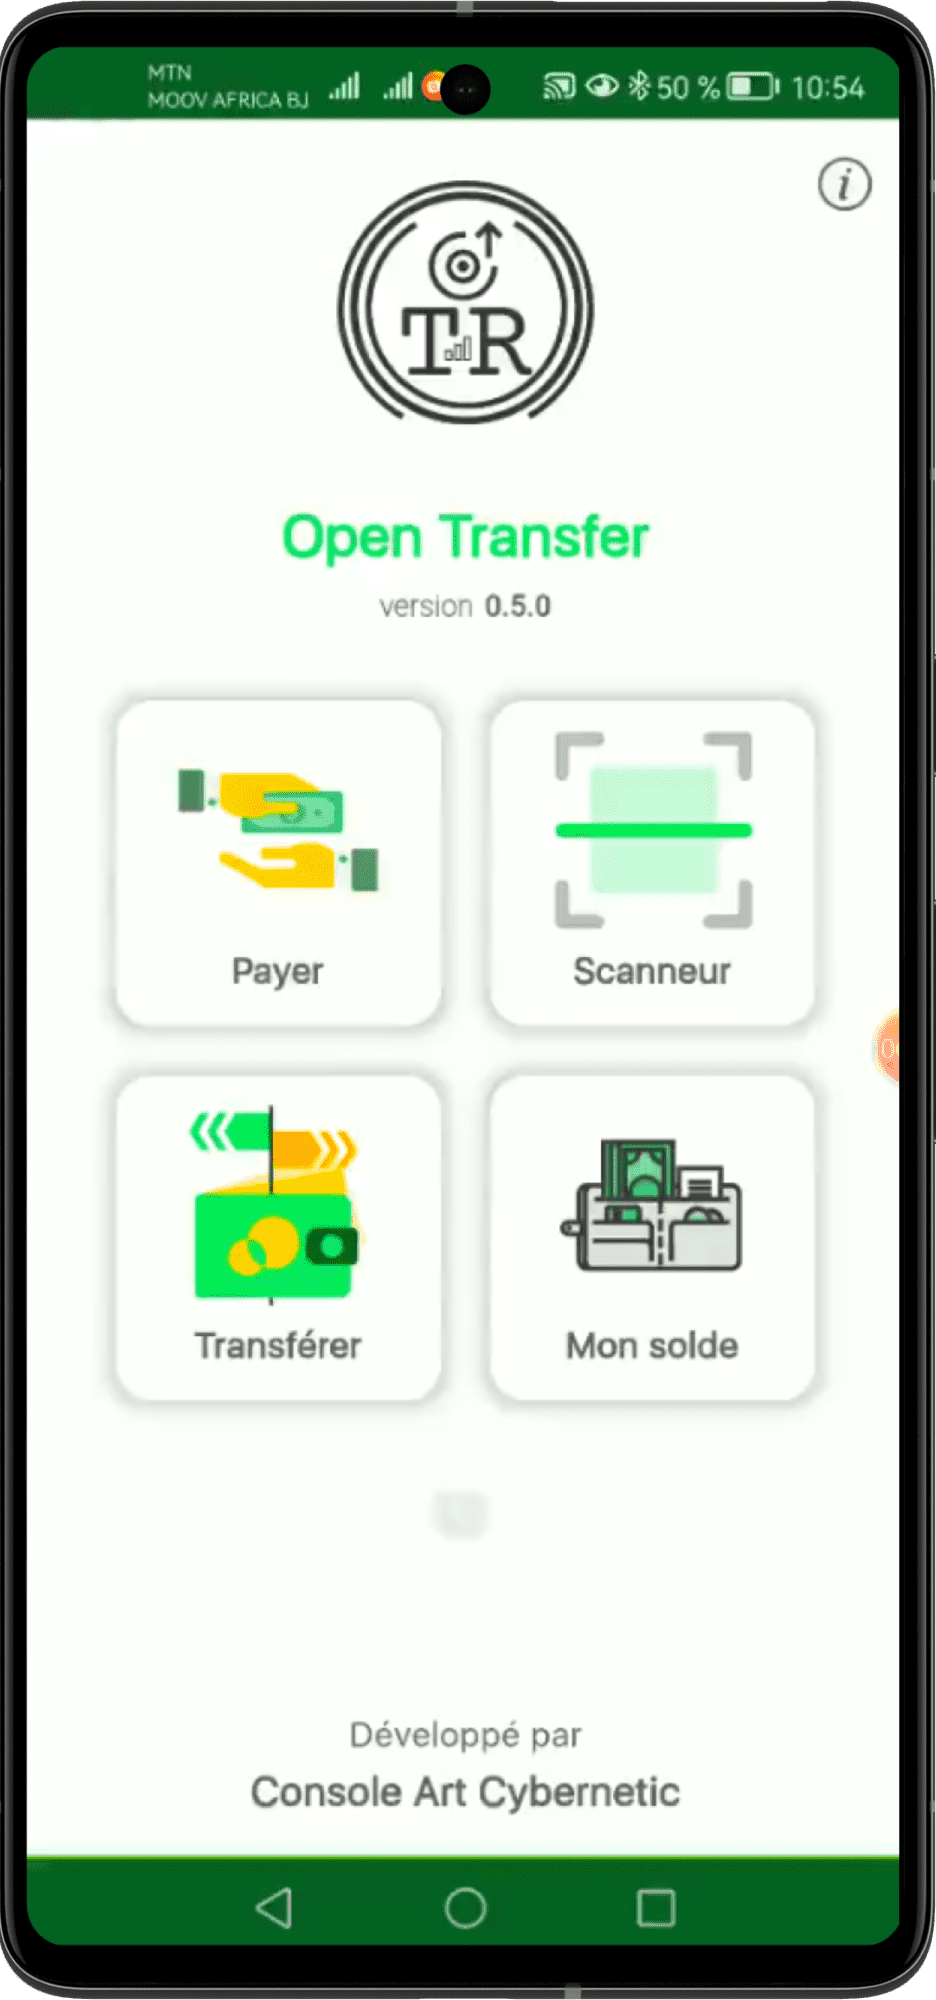 MTN
MOOV AFRICA BJ
50 %
10:54
i
TR
Open Transfer
version 0.5.0
Payer
Scanneur
Transférer
Mon solde
Développé par
Console Art Cybernetic